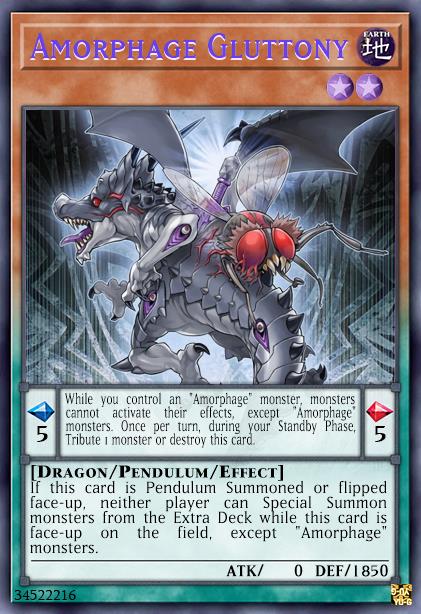 Amorphage Gluttony
EARTH
地
While you control an "Amorphage" monster, monsters
cannot activate their effects, except "Amorphage"
monsters. Once per turn, during your Standby Phase,
Tribute 1 monster or destroy this card.
5
5
[Dragon/Pendulum/Effect]
If this card is Pendulum Summoned or flipped
face-up, neither player can Special Summon
monsters from the Extra Deck while this card is
face-up on the field, except "Amorphage"
monsters.
ATK/ 0 DEF/1850
34522216